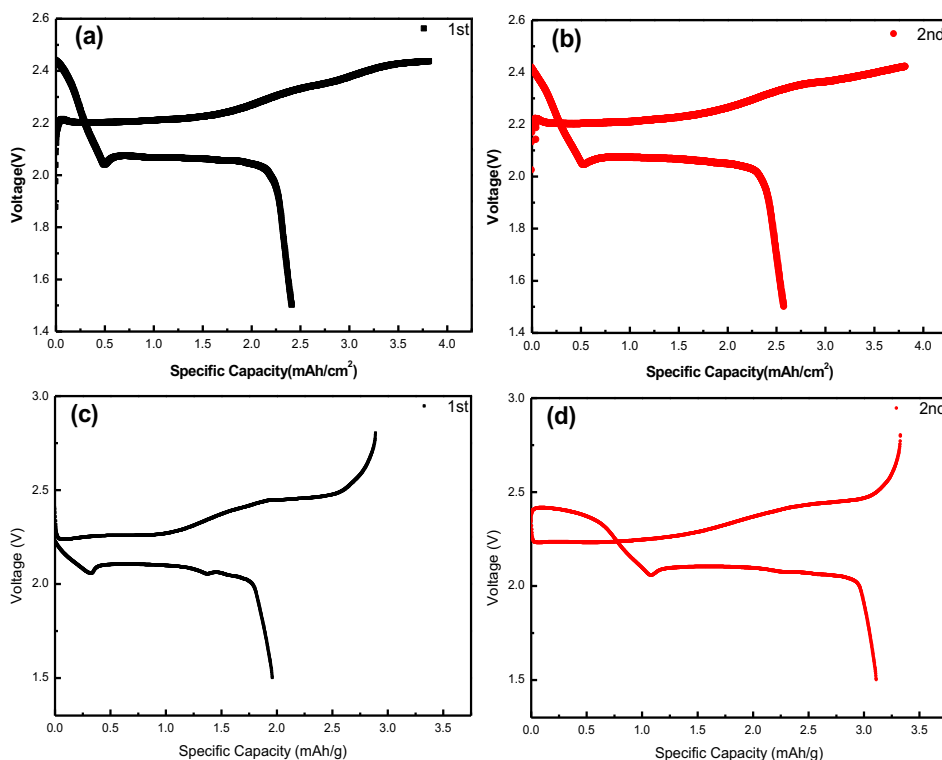 (a)
1st
2.6
2.4
2.2
2.0
1.8
1.6
1.4
Voltage(V)
0.0 0.5 1.0 1.5 2.0 2.5 3.0 3.5 4.0
Specific Capacity(mAh/cm²)
(b)
2nd
2.6
2.4
2.2
2.0
1.8
1.6
1.4
Voltage(V)
0.0 0.5 1.0 1.5 2.0 2.5 3.0 3.5 4.0
Specific Capacity(mAh/cm²)
(c)
1st
3.0
2.5
2.0
1.5
Voltage (V)
0.0 0.5 1.0 1.5 2.0 2.5 3.0 3.5
Specific Capacity (mAh/g)
(d)
2nd
3.0
2.5
2.0
1.5
Voltage (V)
0.0 0.5 1.0 1.5 2.0 2.5 3.0 3.5
Specific Capacity (mAh/g)